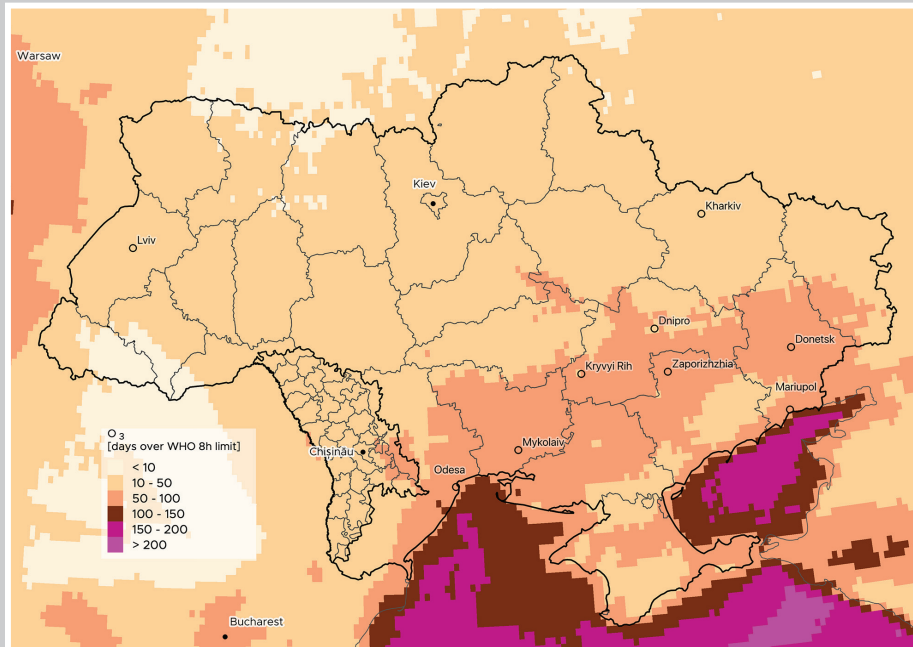 Warsaw
Kiev
Kharkiv
Lviv
Dnipro
Donetsk
Kryvyi Rih
Zaporizhzhia
Mariupol
O3
[days over WHO 8h limit]
Chișinău
Mykolaiv
< 10
Odesa
10 - 50
50 - 100
100 - 150
150 - 200
> 200
Bucharest